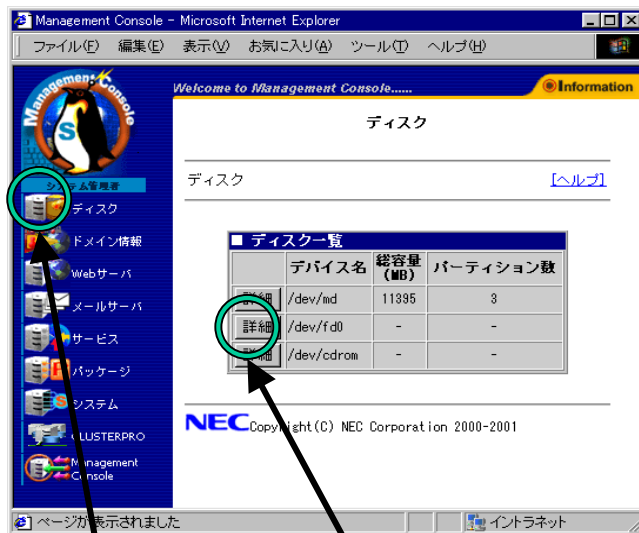 Management Console - Microsoft Internet Explorer
ファイル(F) 編集(E) 表示(V) お気に入り(A) ツール(T) ヘルプ(H)
Management Console
S
Welcome to Management Console......
Information
システム管理者
ディスク
ドメイン情報
Webサーバ
メールサーバ
サービス
パッケージ
システム
CLUSTERPRO
Management
Console
ディスク
ディスク [ヘルプ]
■ ディスク一覧
デバイス名 総容量(MB) パーティション数
詳細 /dev/md 11395 3
詳細 /dev/fd0 - -
詳細 /dev/cdrom - -
NEC Copyright(C) NEC Corporation 2000-2001
ページが表示されました イントラネット